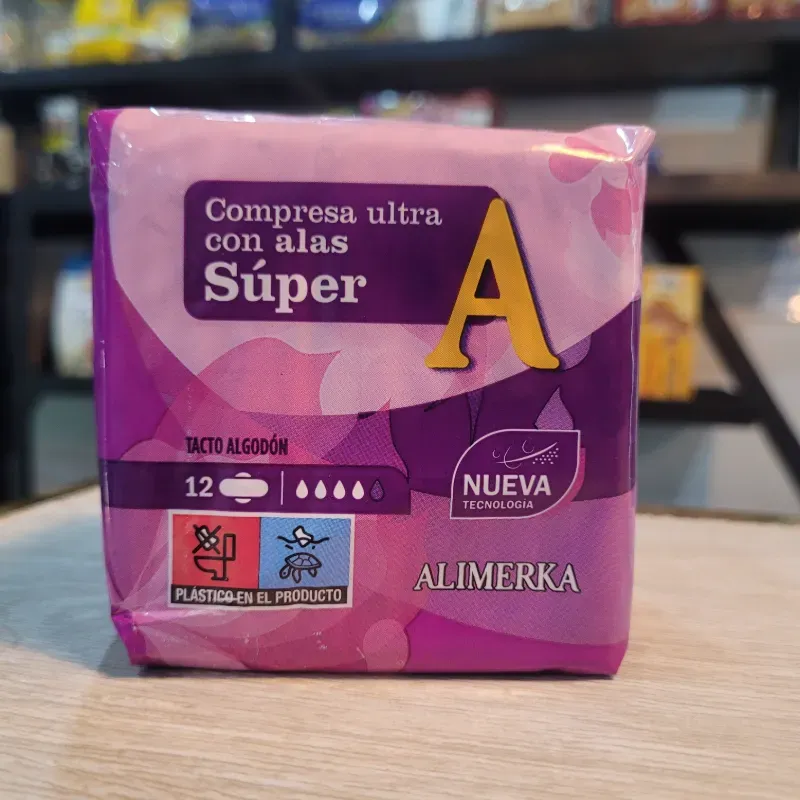 Compresa ultra
con alas
Súper
A
TACTO ALGODÓN
12
NUEVA
TECNOLOGÍA
PLÁSTICO EN EL PRODUCTO
ALIMERKA